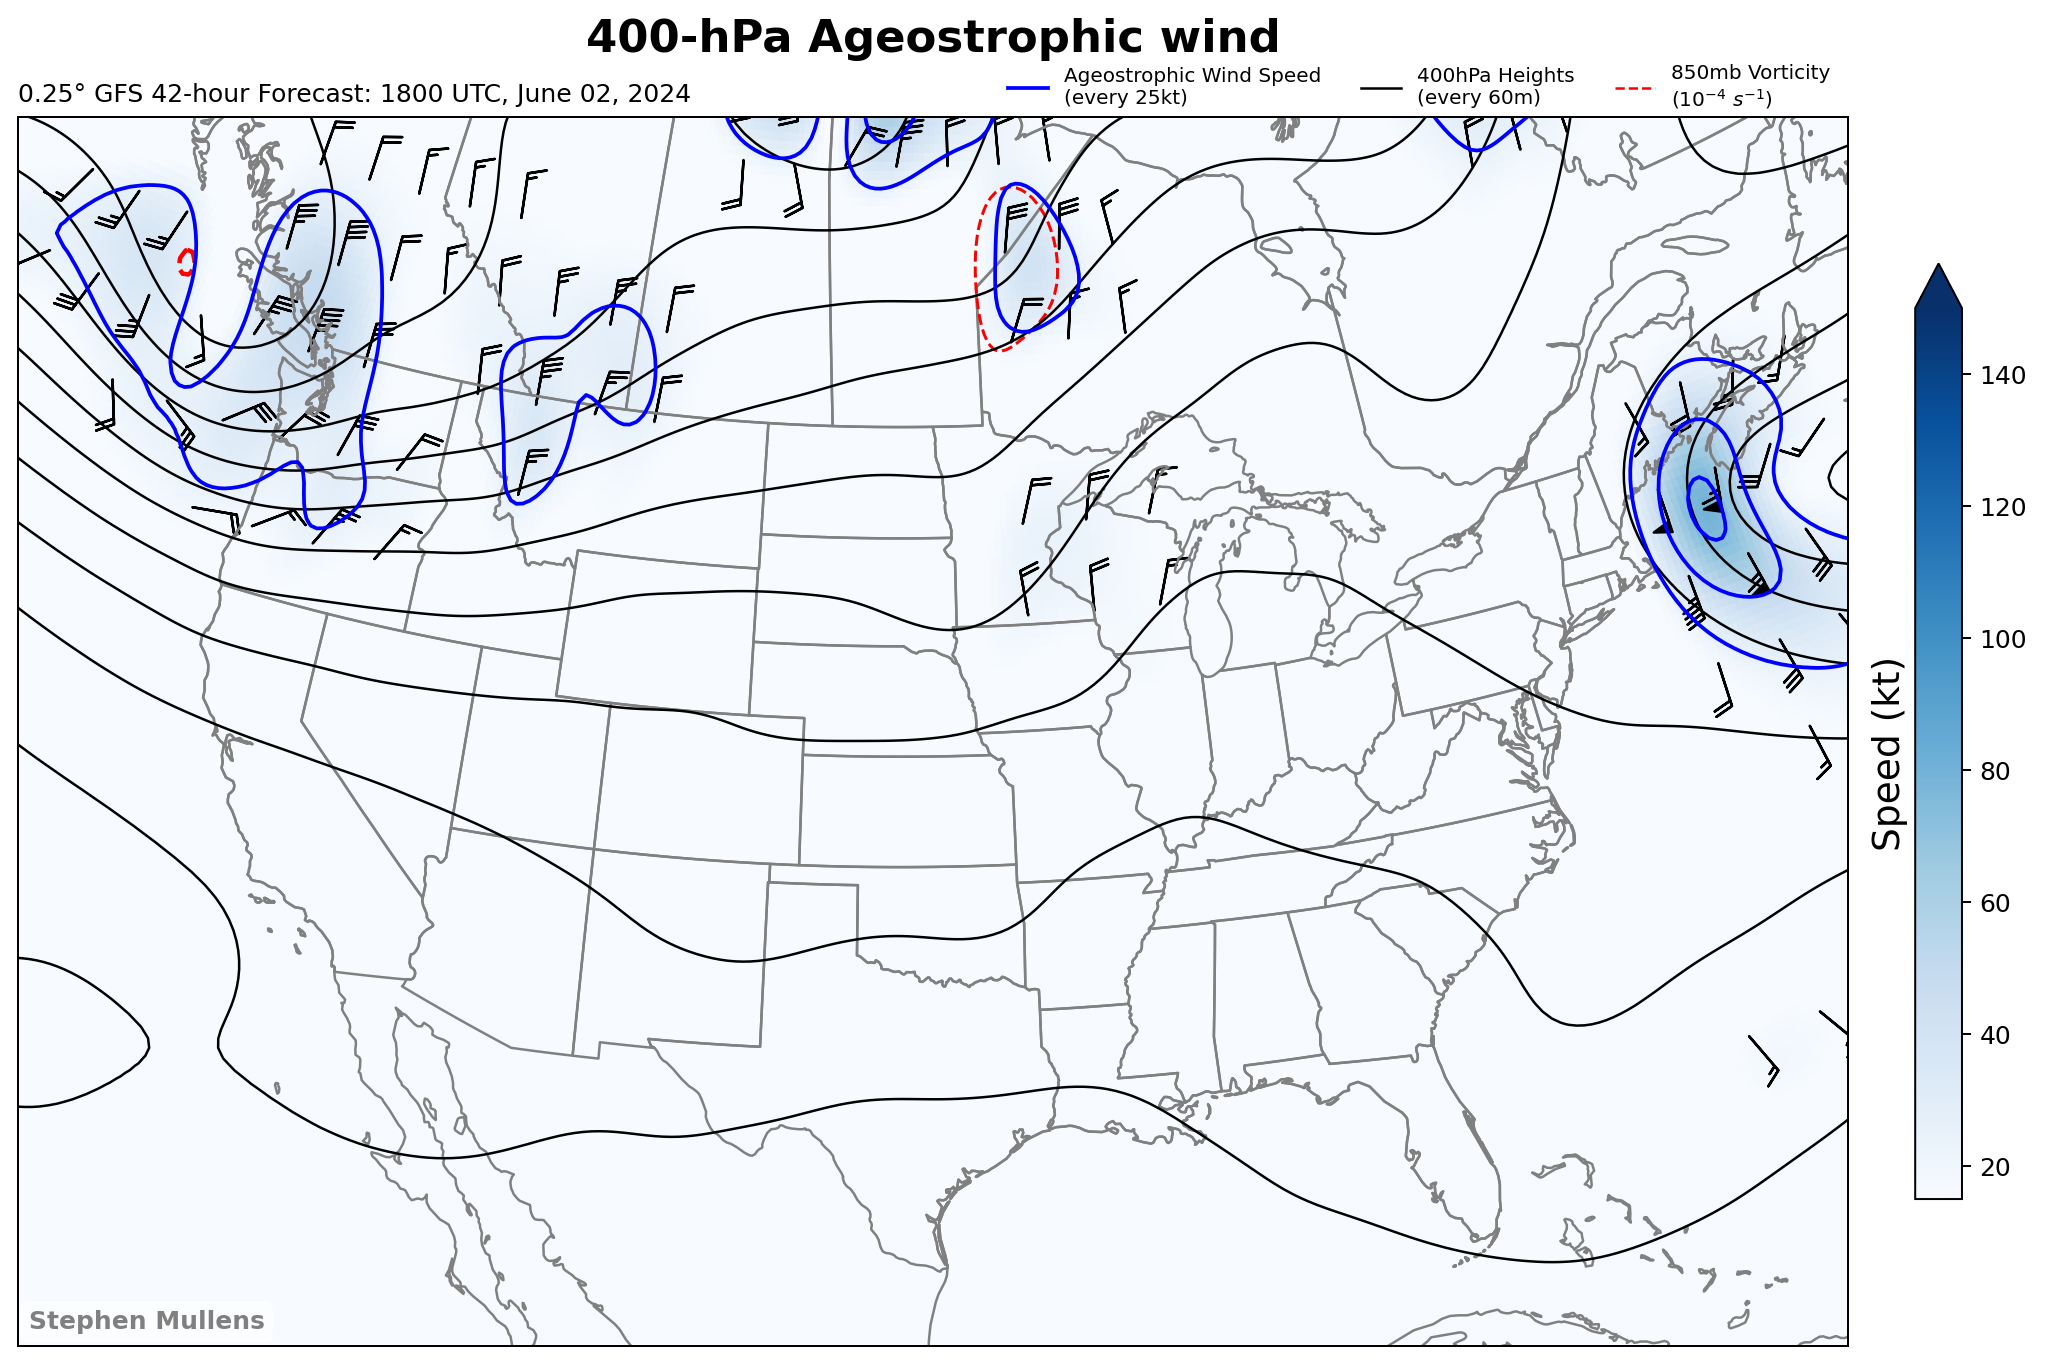 400-hPa Ageostrophic wind
0.25° GFS 42-hour Forecast: 1800 UTC, June 02, 2024
Ageostrophic Wind Speed
(every 25kt)
400hPa Heights
(every 60m)
850mb Vorticity
(10⁻⁴ s⁻¹)
140
120
100
80
60
40
20
Speed (kt)
Stephen Mullens